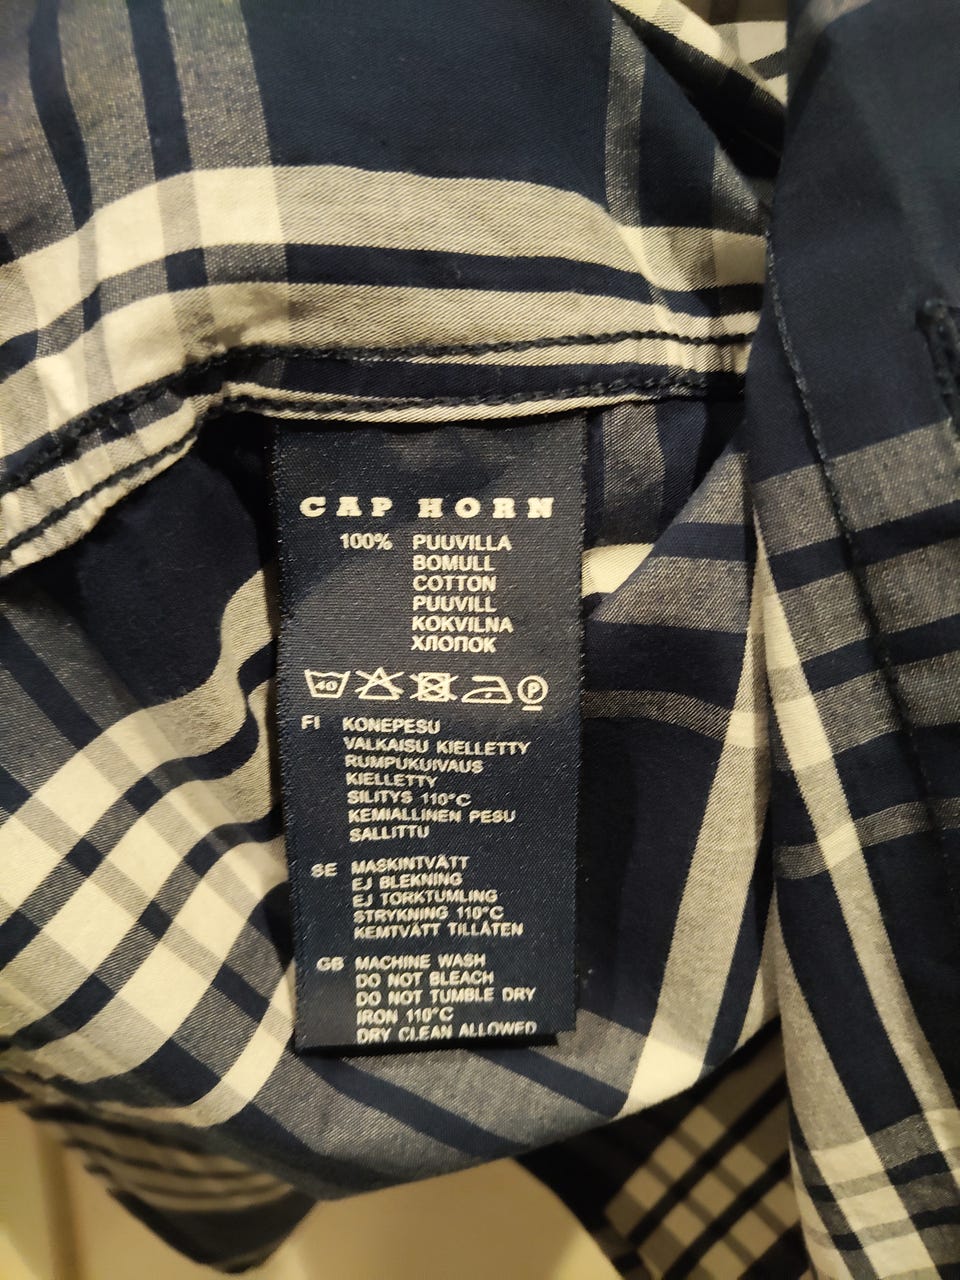 CAP HORN
100% PUUVILLA
BOMULL
COTTON
PUUVILL
KOKVILNA
ХЛОПОК
40 P
FI KONEPESU
VALKAISU KIELLETTY
RUMPUKUIVAUS
KIELLETTY
SILITYS 110°C
KEMIALLINEN PESU
SALLITTU
SE MASKINTVÄTT
EJ BLEKNING
EJ TORKTUMLING
STRYKNING 110°C
KEMTVÄTT TILLÅTEN
GB MACHINE WASH
DO NOT BLEACH
DO NOT TUMBLE DRY
IRON 110°C
DRY CLEAN ALLOWED